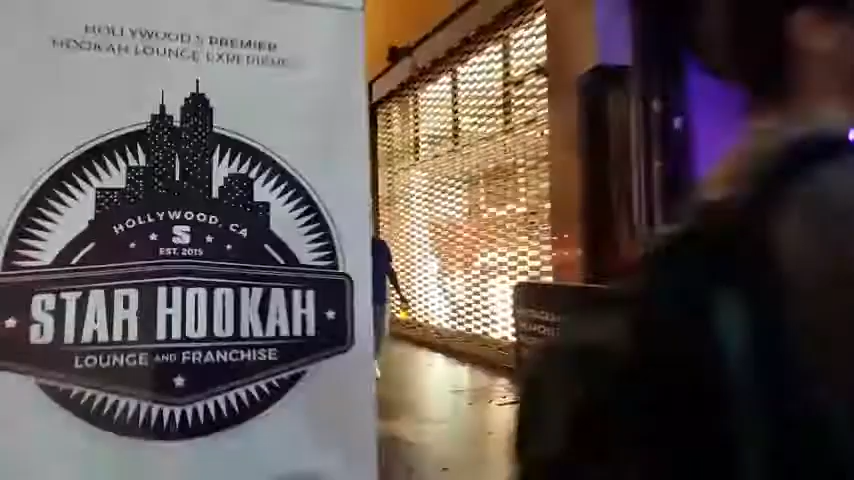 HOLLYWOOD'S PREMIER
HOOKAH LOUNGE EXPERIENCE
HOLLYWOOD, CA
S
EST. 2015
STAR HOOKAH
LOUNGE AND FRANCHISE